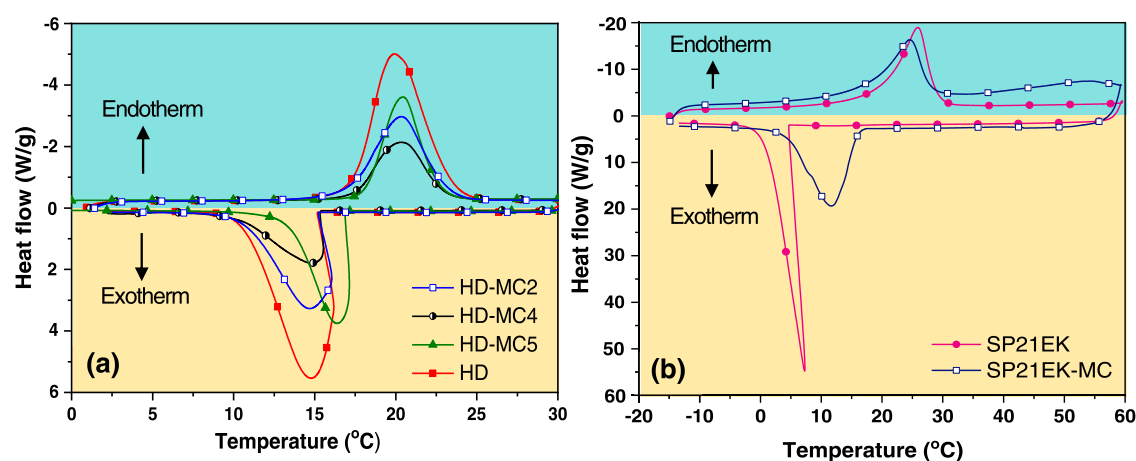 -6
-4
-2
0
2
4
6
0 5 10 15 20 25 30
Heat flow (W/g)
Temperature (°C)
Endotherm
Exotherm
HD-MC2
HD-MC4
HD-MC5
HD
(a)
-20
-10
0
10
20
30
40
50
60
-20 -10 0 10 20 30 40 50 60
Heat flow (W/g)
Temperature (°C)
Endotherm
Exotherm
SP21EK
SP21EK-MC
(b)